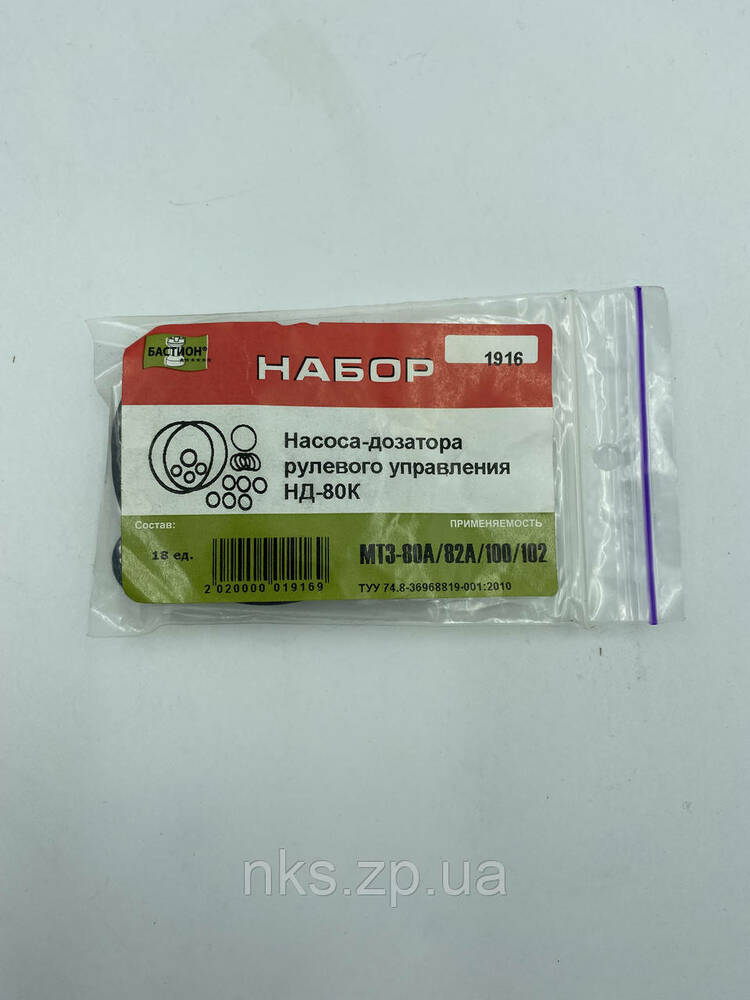 БАСТИОН®
НАБОР
1916
Насоса-дозатора
рулевого управления
НД-80К
Состав:
ПРИМЕНЯЕМОСТЬ
18 ед.
МТЗ-80А/82А/100/102
2 020000 019169
ТУУ 74.8-36968819-001:2010
nks.zp.ua